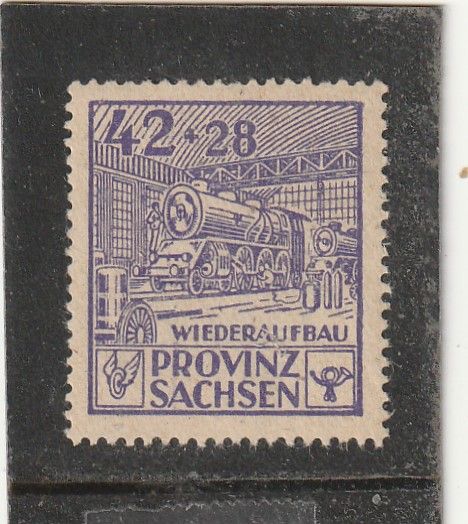 42+28
WIEDERAUFBAU
PROVINZ
SACHSEN